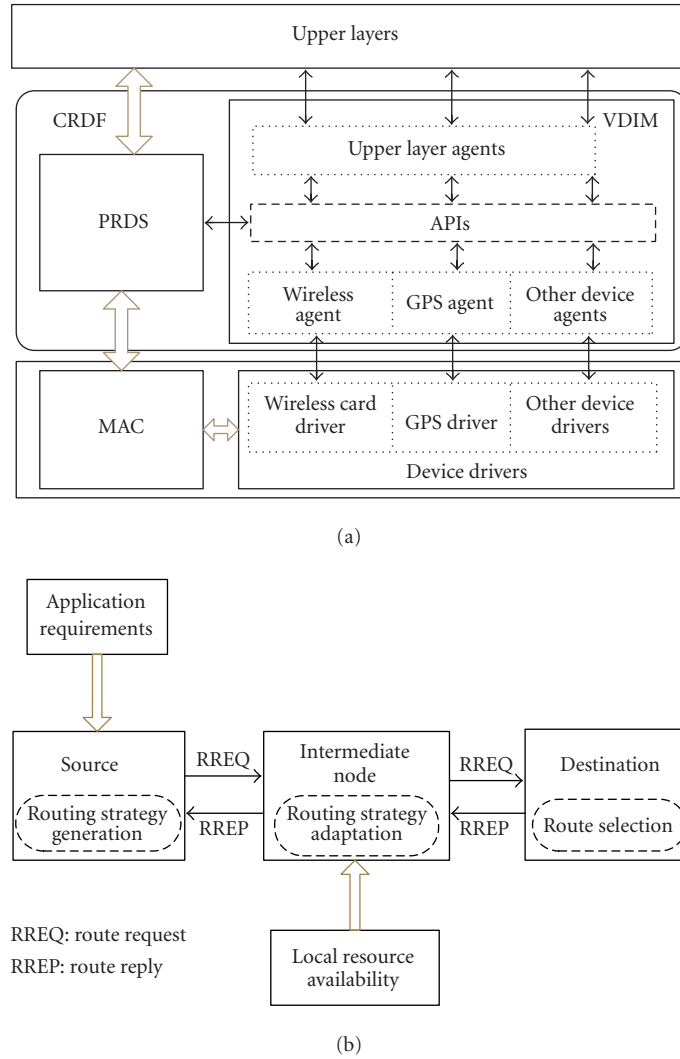 Upper layers
CRDF
VDIM
Upper layer agents
PRDS
APIs
Wireless
agent
GPS agent
Other device
agents
MAC
Wireless card
driver
GPS driver
Other device
drivers
Device drivers
(a)
Application
requirements
Source
RREQ
Intermediate
node
RREQ
Destination
Routing strategy
generation
RREP
Routing strategy
adaptation
RREP
Route selection
RREQ: route request
RREP: route reply
Local resource
availability
(b)